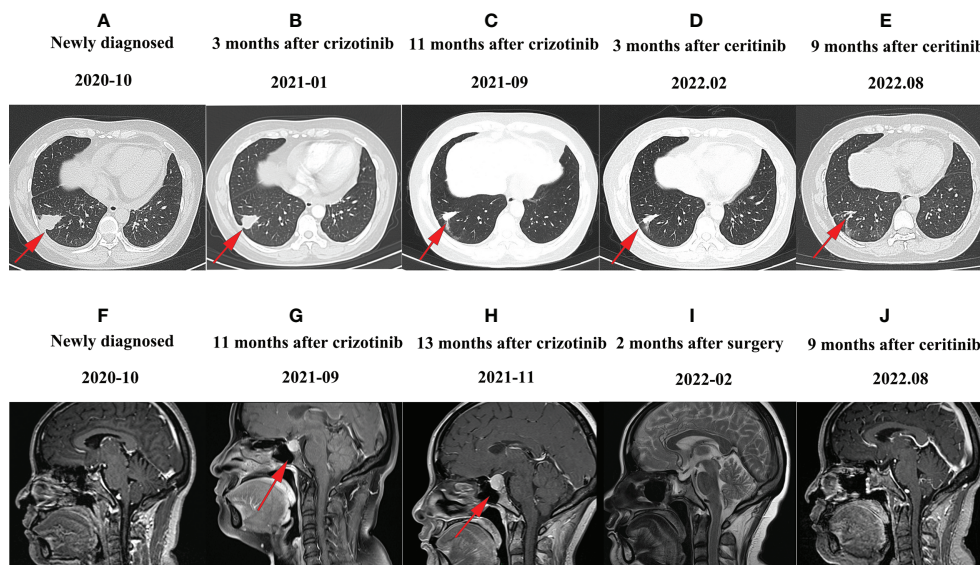 A
Newly diagnosed
2020-10
B
3 months after crizotinib
2021-01
C
11 months after crizotinib
2021-09
D
3 months after ceritinib
2022.02
E
9 months after ceritinib
2022.08
F
Newly diagnosed
2020-10
G
11 months after crizotinib
2021-09
H
13 months after crizotinib
2021-11
I
2 months after surgery
2022-02
J
9 months after ceritinib
2022.08